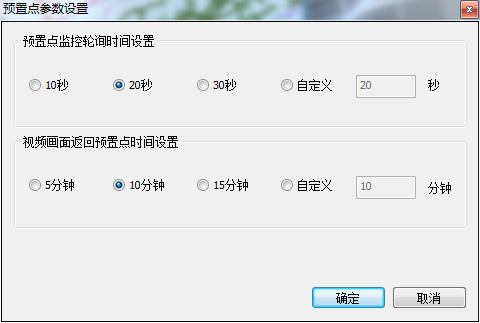 预置点参数设置
预置点监控轮询时间设置
10秒 20秒 30秒 自定义 20 秒
视频画面返回预置点时间设置
5分钟 10分钟 15分钟 自定义 10 分钟
确定 取消